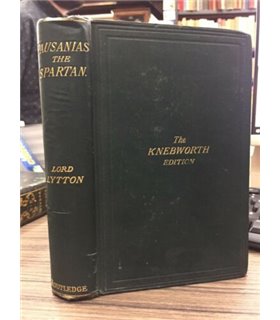 PAUSANIAS
THE
SPARTAN.
LORD
LYTTON
ROUTLEDGE
The
KNEBWORTH
EDITION